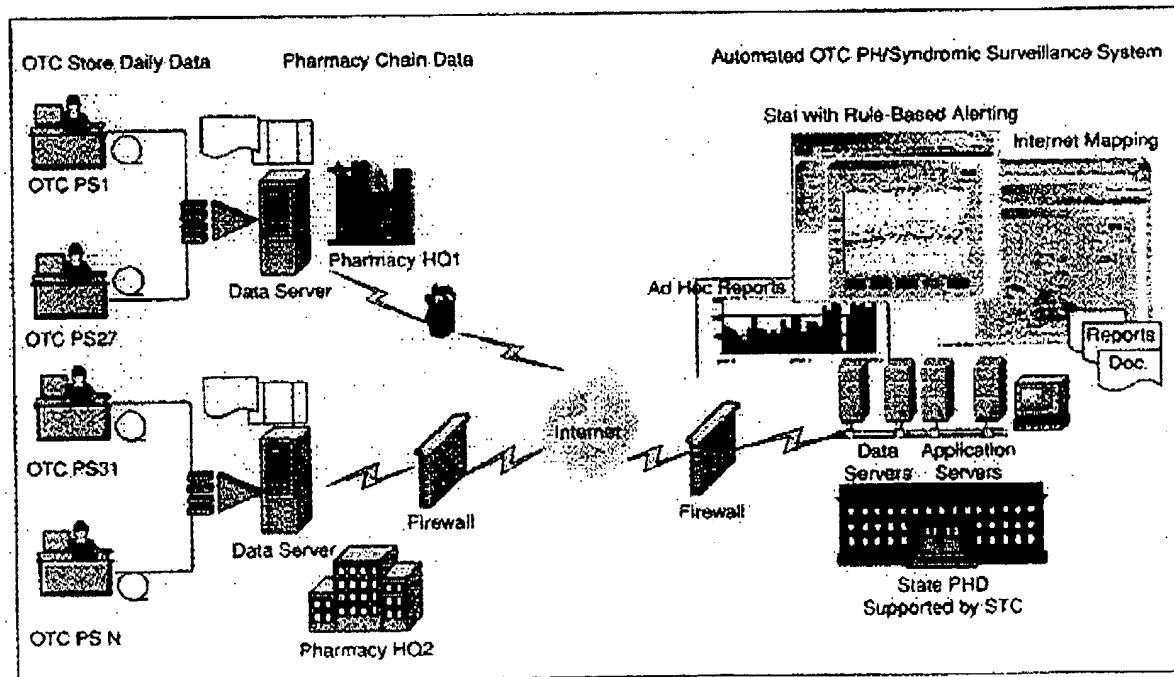 OTC Store Daily Data
Pharmacy Chain Data
Automated OTC PH/Syndromic Surveillance System
Stat with Rule-Based Alerting
Internet Mapping
OTC PS1
Pharmacy HQ1
Data Server
Ad Hoc Reports
OTC PS27
Reports
Doc.
Internet
OTC PS31
Data
Servers
Application
Servers
Firewall
Firewall
Data Server
State PHD
Supported by STC
OTC PS N
Pharmacy HQ2